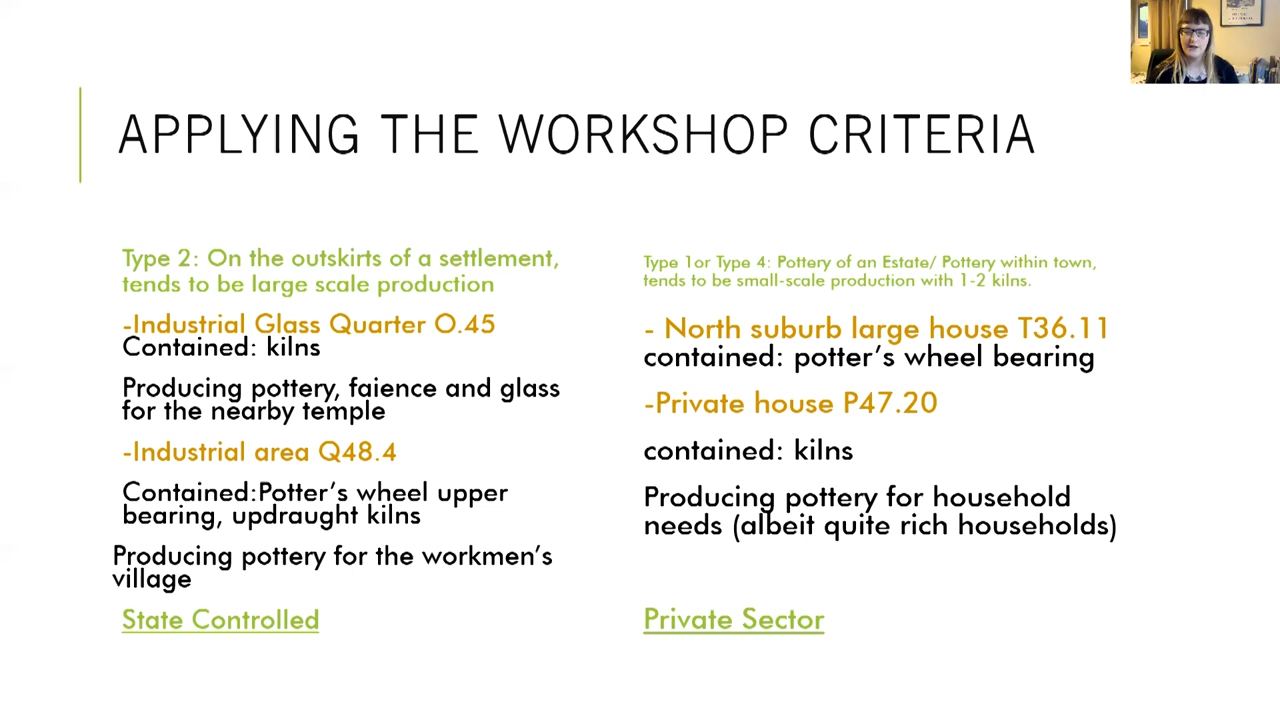 APPLYING THE WORKSHOP CRITERIA
Type 2: On the outskirts of a settlement,
tends to be large scale production
-Industrial Glass Quarter O.45
Contained: kilns
Producing pottery, faience and glass
for the nearby temple
-Industrial area Q48.4
Contained:Potter's wheel upper
bearing, updraught kilns
Producing pottery for the workmen's
village
State Controlled
Type 1or Type 4: Pottery of an Estate/ Pottery within town,
tends to be small-scale production with 1-2 kilns.
- North suburb large house T36.11
contained: potter's wheel bearing
-Private house P47.20
contained: kilns
Producing pottery for household
needs (albeit quite rich households)
Private Sector